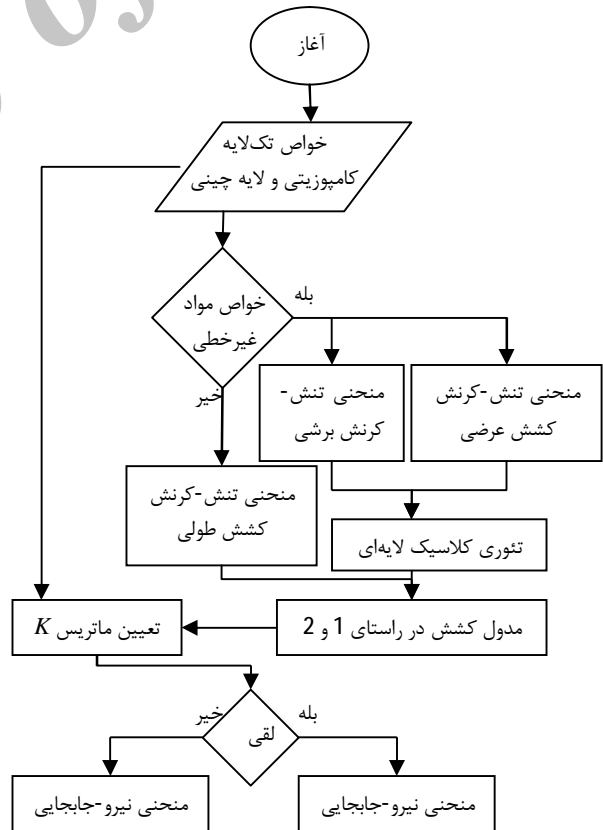 آغاز
خواص تک‌لایه
کامپوزیتی و لایه چینی
خواص مواد
غیرخطی
بله
خیر
منحنی تنش-
کرنش برشی
منحنی تنش-کرنش
کشش عرضی
منحنی تنش-کرنش
کشش طولی
تئوری کلاسیک لایه‌ای
مدول کشش در راستای 1 و 2
تعیین ماتریس K
لقی
بله
خیر
منحنی نیرو-جابجایی
منحنی نیرو-جابجایی